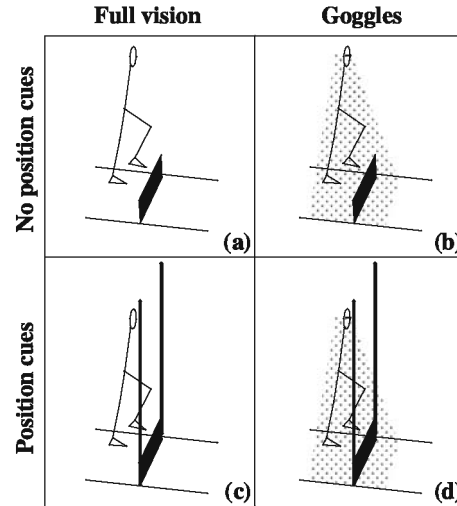 Full vision
Goggles
No position cues
(a)
(b)
Position cues
(c)
(d)